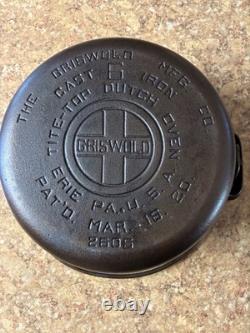 THE GRISWOLD MFG. CO.
CAST 6 IRON
TITE-TOP DUTCH OVEN
GRISWOLD
ERIE PA., U. S. A.
PAT'D. MAR. 16. 20.
2606